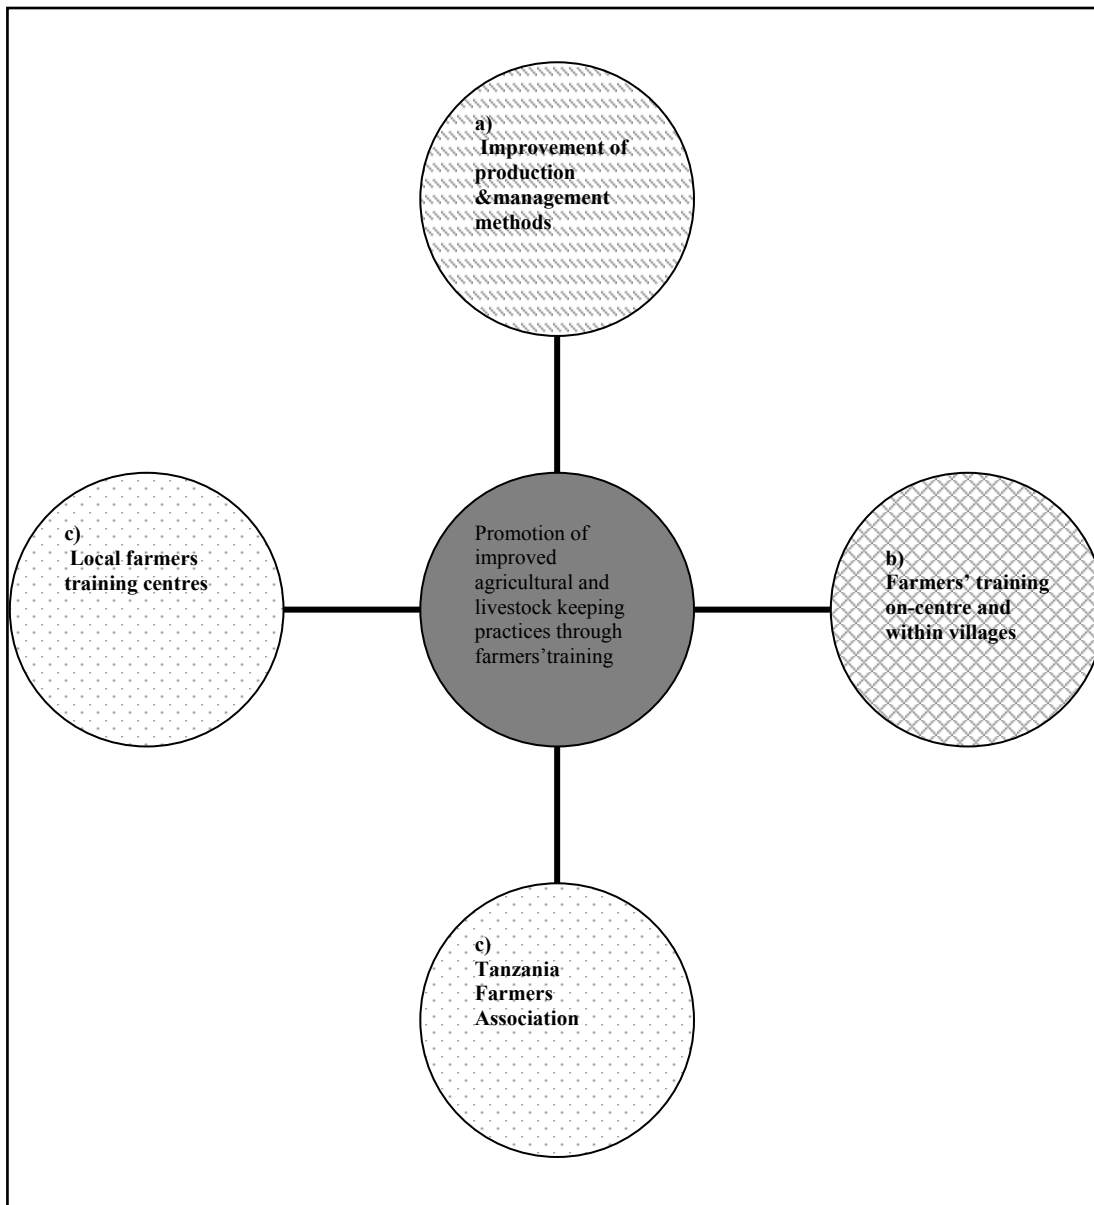 a)
Improvement of
production
&management
methods
c)
Local farmers
training centres
Promotion of
improved
agricultural and
livestock keeping
practices through
farmers’training
b)
Farmers’ training
on-centre and
within villages
c)
Tanzania
Farmers
Association